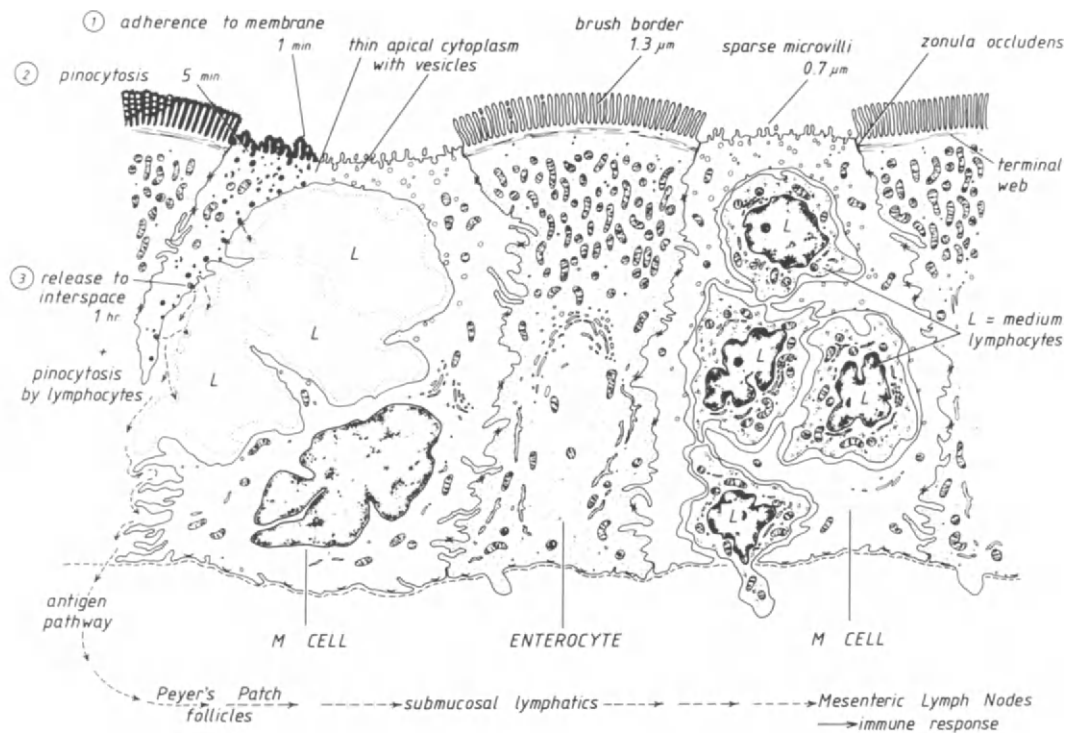 ① adherence to membrane
1 min
② pinocytosis 5 min
thin apical cytoplasm
with vesicles
brush border
1.3 μm
sparse microvilli
0.7 μm
zonula occludens
terminal
web
L
L
L
L
L
L
L
③ release to
interspace
1 hr.
+
pinocytosis
by lymphocytes
L = medium
lymphocytes
antigen
pathway
M CELL
ENTEROCYTE
M CELL
Peyer's Patch
follicles
submucosal lymphatics
Mesenteric Lymph Nodes
immune response